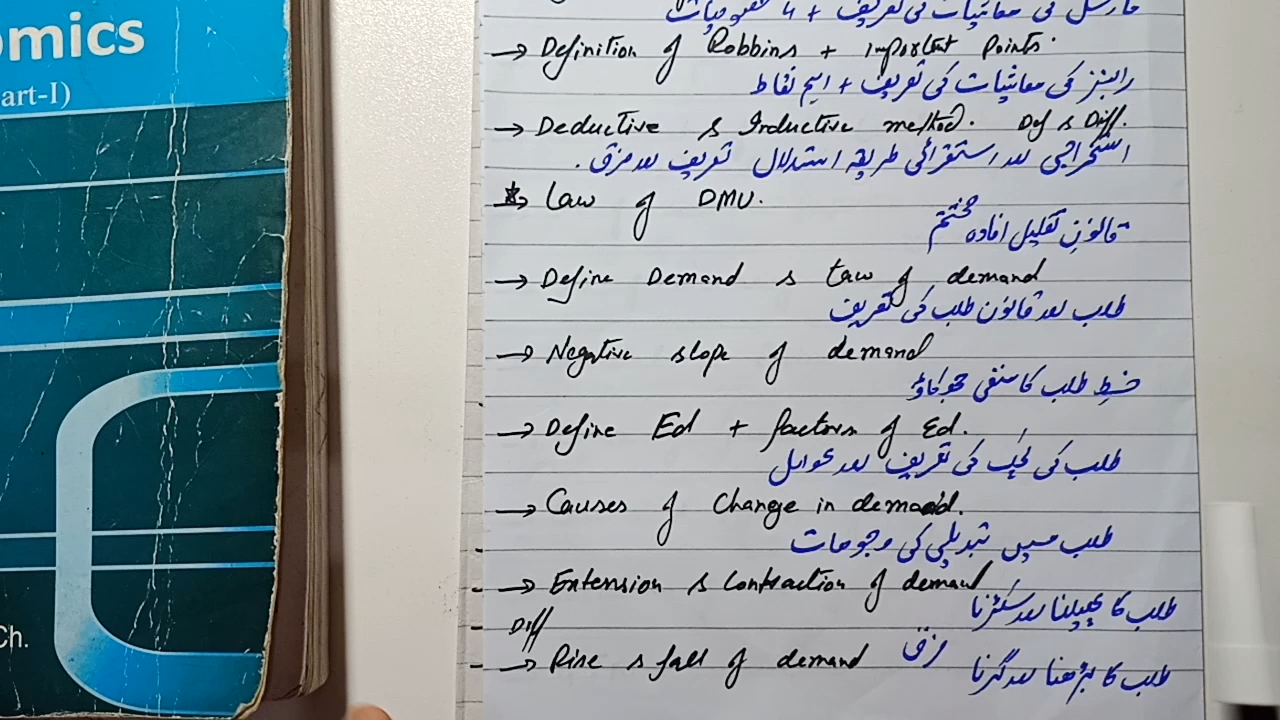 omics
art-I)
Ch.
مارشل کی معاشیات کی تعریف + 4
→ Definition of Robbins + important points.
رابنز کی معاشیات کی تعریف + اہم نقاط
→ Deductive & Inductive method. Def & Diff.
استخراجی اور استقرائی طریقہ استدلال تعریف اور فرق.
→ Law of DMU.
قانونِ تقلیل افادہ مختتم
→ Define Demand & law of demand
طلب اور قانون طلب کی تعریف
→ Negative slope of demand
خطِ طلب کا منفی جھکاؤ
→ Define Ed + factors of Ed.
طلب کی لچک کی تعریف اور عوامل
→ Causes of Change in demand.
طلب میں تبدیلی کی وجوہات
→ Extension & Contraction of demand
طلب کا پھیلنا اور سکڑنا
Diff فرق
→ Rise & fall of demand
طلب کا بڑھنا اور گرنا